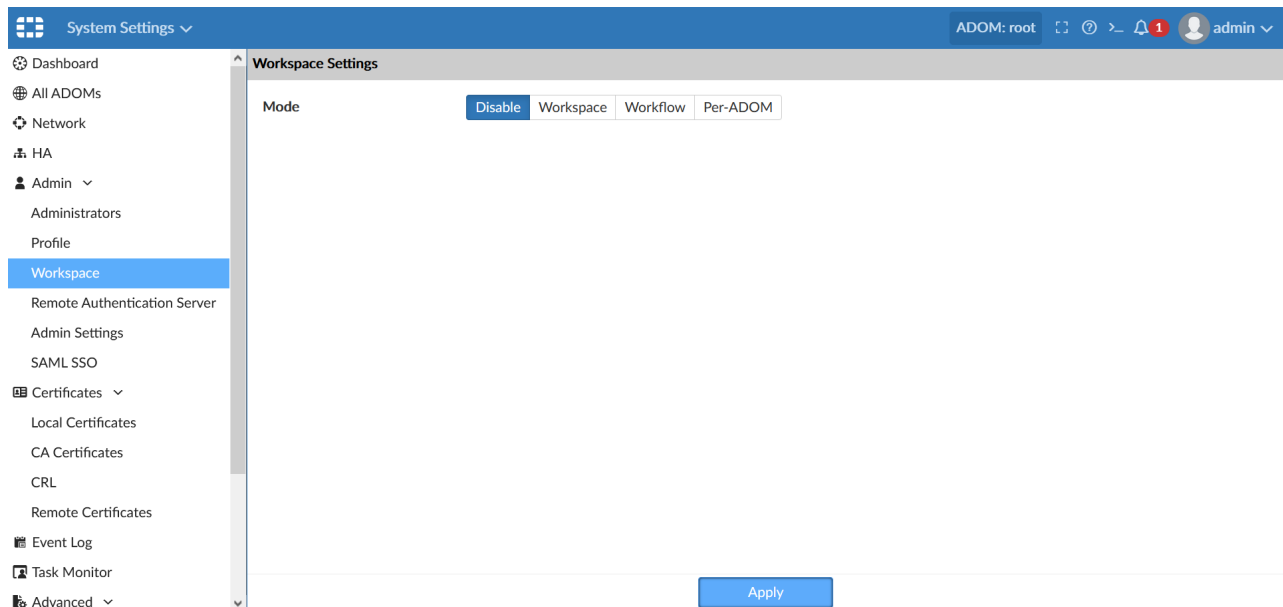 System Settings
ADOM: root
>_
1
admin
Dashboard
All ADOMs
Network
HA
Admin
Administrators
Profile
Workspace
Remote Authentication Server
Admin Settings
SAML SSO
Certificates
Local Certificates
CA Certificates
CRL
Remote Certificates
Event Log
Task Monitor
Advanced
Workspace Settings
Mode
Disable Workspace Workflow Per-ADOM
Apply